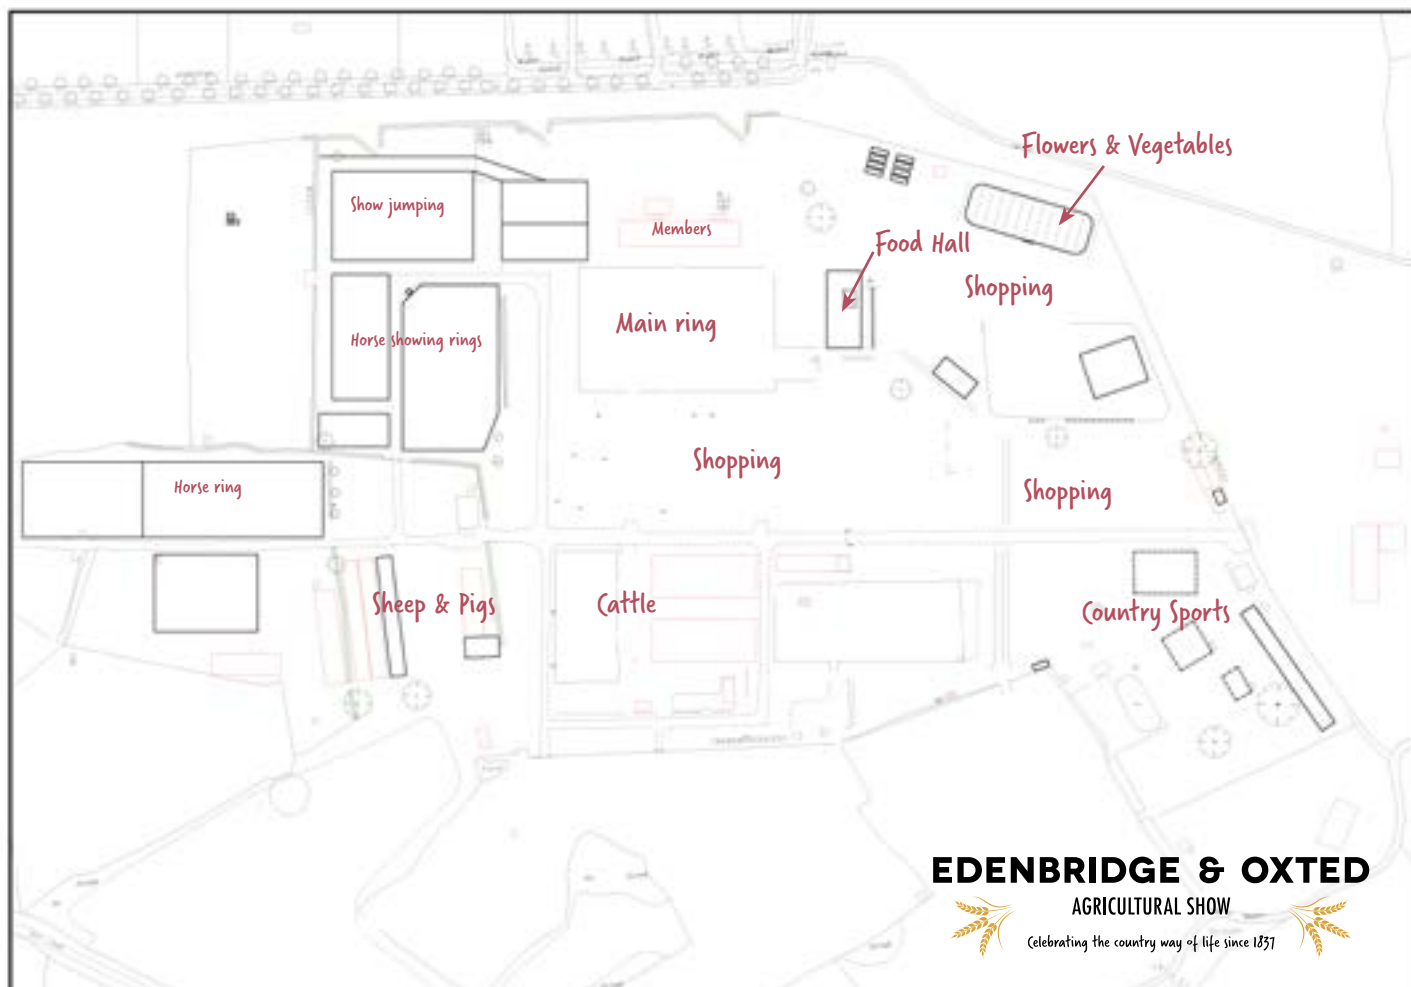 Flowers & Vegetables
Show jumping
Members
Food Hall
Shopping
Main ring
Horse showing rings
Shopping
Horse ring
Shopping
Sheep & Pigs
Cattle
Country Sports
EDENBRIDGE & OXTED
AGRICULTURAL SHOW
Celebrating the country way of life since 1837